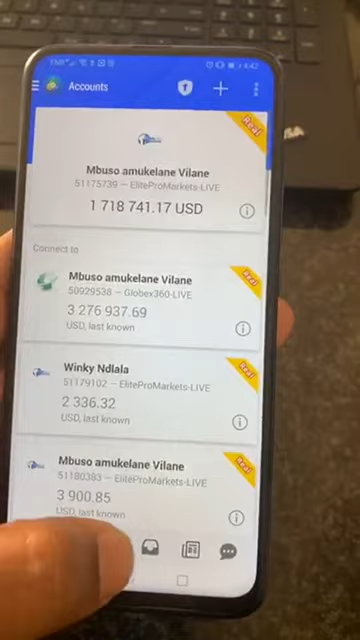 Accounts
Real
Mbuso amukelane Vilane
51175739 — EliteProMarkets-LIVE
1 718 741.17 USD
Connect to
Real
Mbuso amukelane Vilane
50929538 — Globex360-LIVE
3 276 937.69
USD, last known
Real
Winky Ndlala
51179102 — EliteProMarkets-LIVE
2 336.32
USD, last known
Real
Mbuso amukelane Vilane
51180383 — EliteProMarkets-LIVE
3 900.85
USD, last known